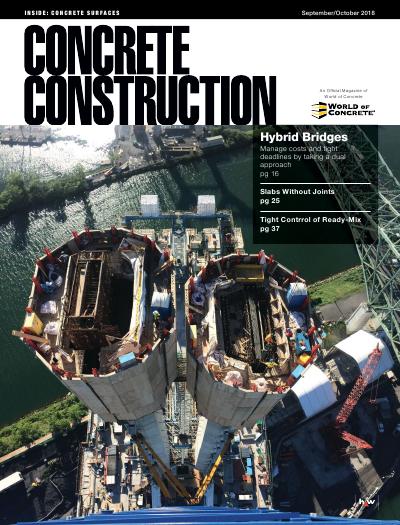 INSIDE: CONCRETE SURFACES
September/October 2018
CONCRETE
CONSTRUCTION
An Official Magazine of
World of Concrete
WORLD OF
CONCRETE
Hybrid Bridges
Manage costs and tight
deadlines by taking a dual
approach
pg 16
Slabs Without Joints
pg 25
Tight Contrrol of Ready-Mix
pg 37
h w